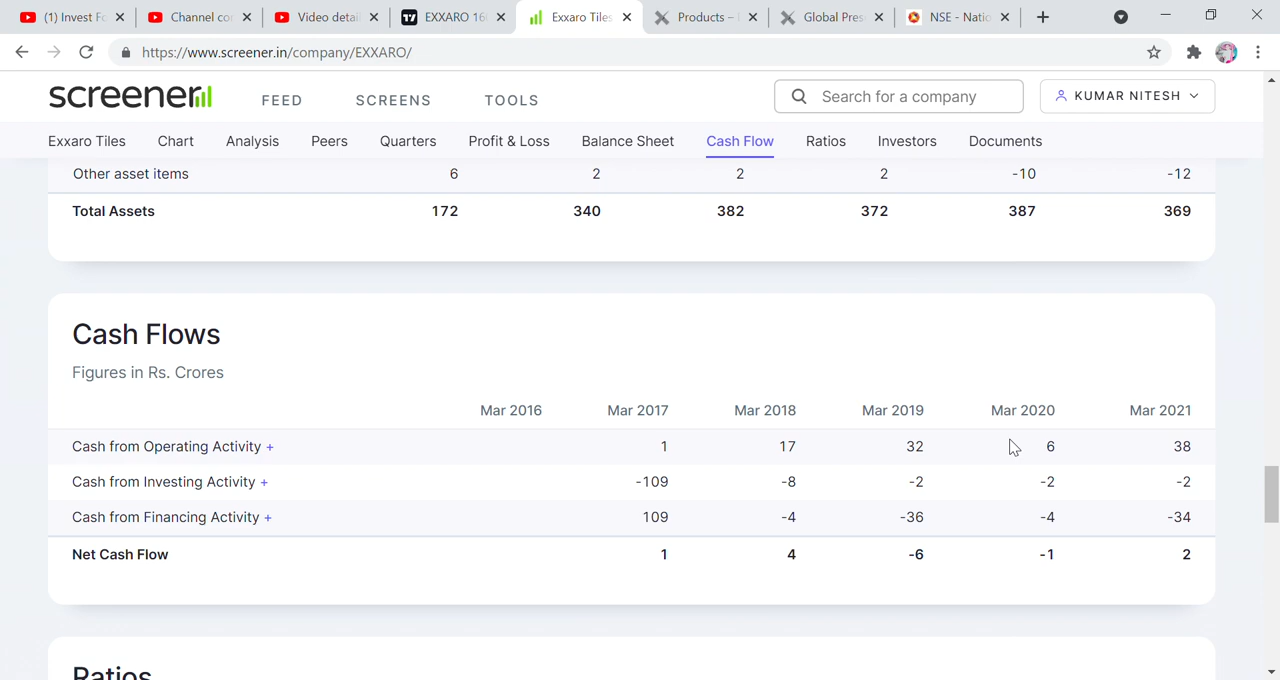 (1) Invest Fo
Channel co
Video detail
EXXARO 16
Exxaro Tiles
Products –
Global Pres
NSE - Natio
https://www.screener.in/company/EXXARO/
screener
FEED SCREENS TOOLS
Search for a company
KUMAR NITESH
Exxaro Tiles Chart Analysis Peers Quarters Profit & Loss Balance Sheet Cash Flow Ratios Investors Documents
Other asset items 6 2 2 2 -10 -12
Total Assets 172 340 382 372 387 369
Cash Flows
Figures in Rs. Crores
Mar 2016 Mar 2017 Mar 2018 Mar 2019 Mar 2020 Mar 2021
Cash from Operating Activity + 1 17 32 6 38
Cash from Investing Activity + -109 -8 -2 -2 -2
Cash from Financing Activity + 109 -4 -36 -4 -34
Net Cash Flow 1 4 -6 -1 2
Ratios